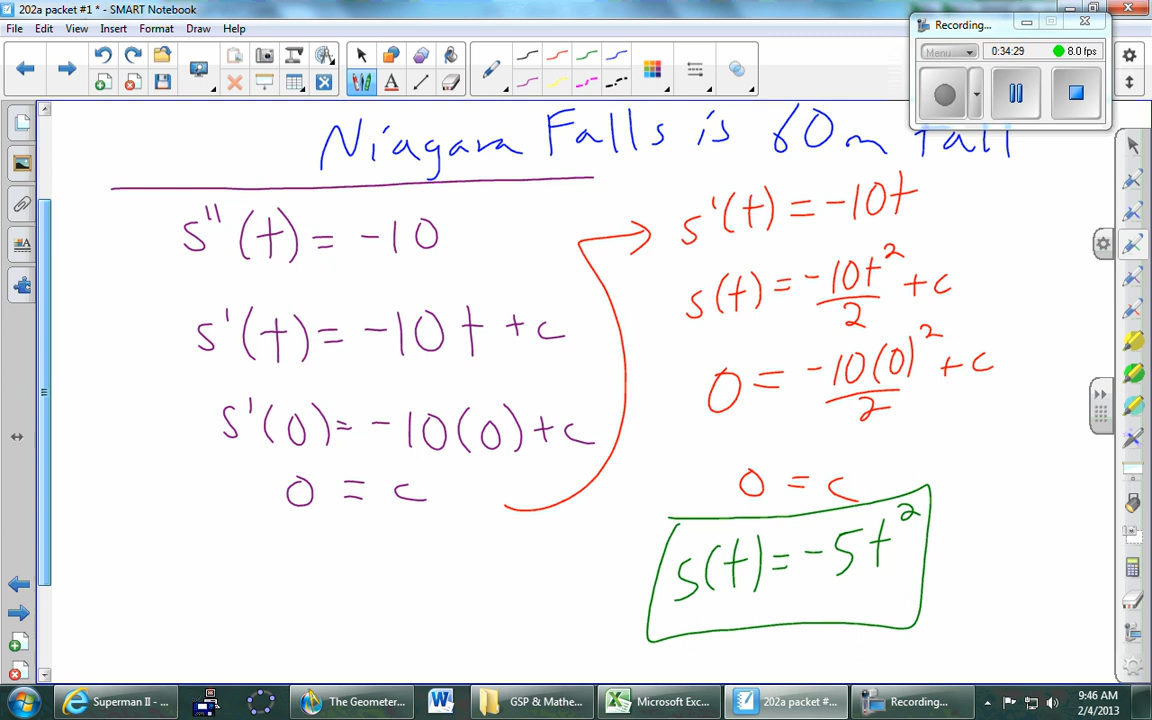 202a packet #1 * - SMART Notebook
File Edit View Insert Format Draw Help
Recording...
Menu
0:34:29
8.0 fps
Niagara Falls is 60m tall
s''(t) = -10
s'(t) = -10t + c
s'(0) = -10(0) + c
0 = c
s'(t) = -10t
s(t) = -10t²/2 + c
0 = -10(0)²/2 + c
0 = c
s(t) = -5t²
Superman II - ...
The Geometer...
GSP & Mathe...
Microsoft Exc...
202a packet #...
Recording...
9:46 AM
2/4/2013